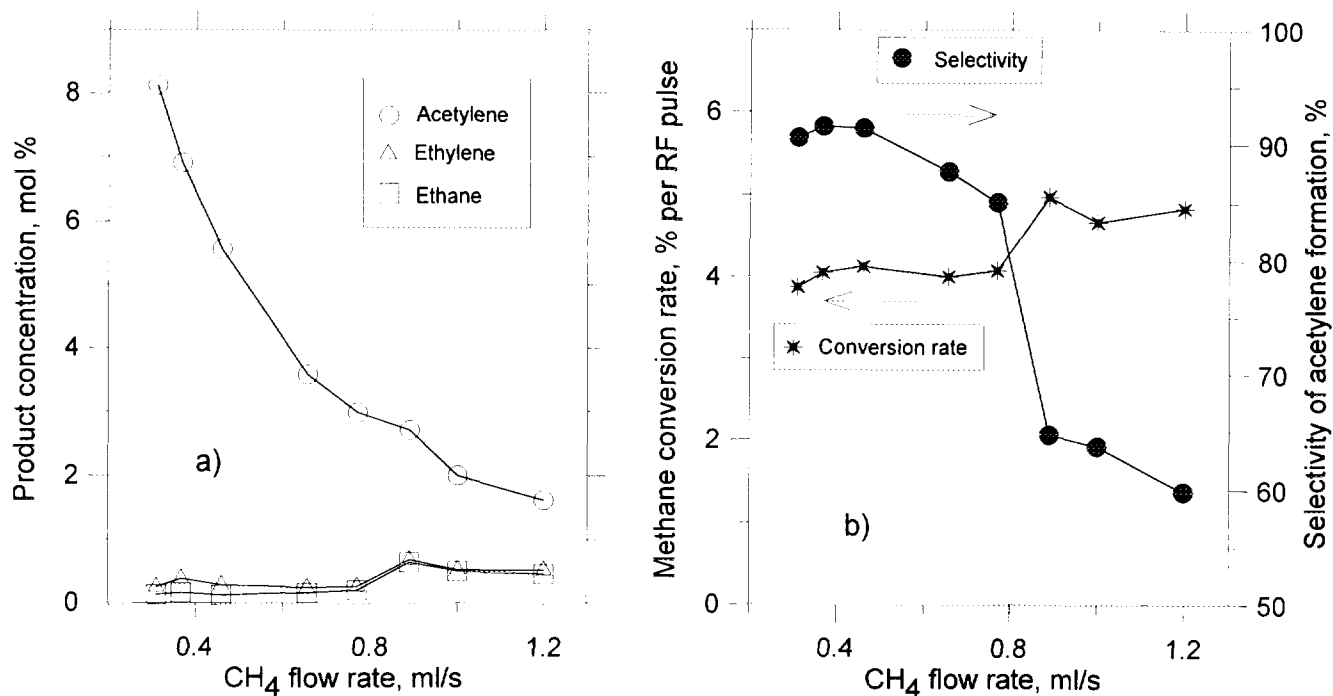 Product concentration, mol %
8
6
4
2
0
Acetylene
Ethylene
Ethane
a)
0.4
0.8
1.2
CH4 flow rate, ml/s
Methane conversion rate, % per RF pulse
6
4
2
0
Selectivity
Conversion rate
b)
0.4
0.8
1.2
CH4 flow rate, ml/s
100
90
80
70
60
50
Selectivity of acetylene formation, %